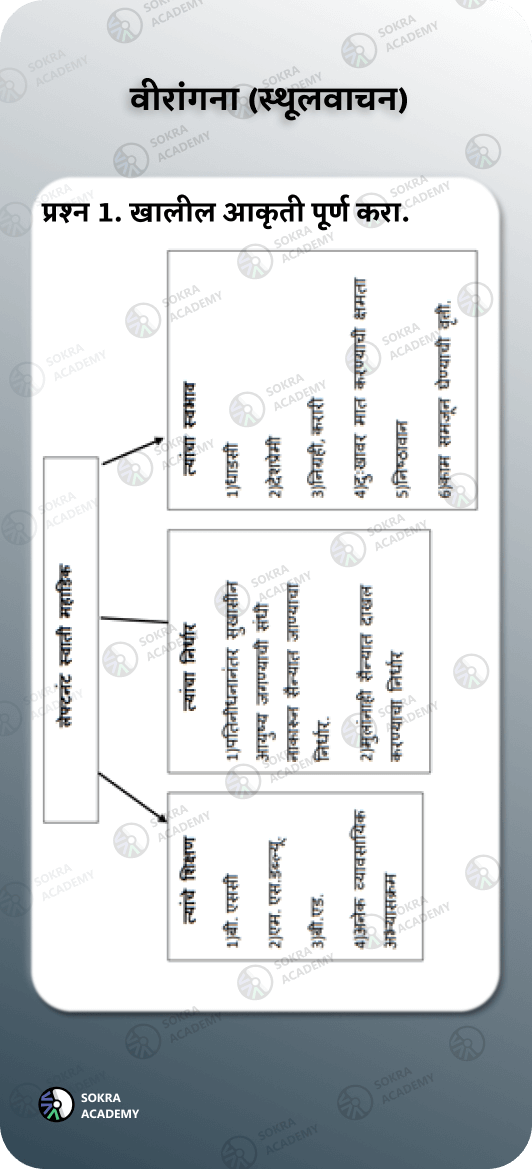 वीरांगना (स्थूलवाचन)
प्रश्न 1. खालील आकृती पूर्ण करा.
लेफ्टनंट स्वाती महाडिक
त्यांचे शिक्षण
1)बी. एससी
2)एम. एस.डब्ल्यू.
3)बी.एड.
4)अनेक व्यावसायिक
अभ्यासक्रम
त्यांचा निर्धार
1)पतिनिधनानंतर सुखासीन
आयुष्य जगण्याची संधी
नाकारून सैन्यात जाण्याचा
निर्धार.
2)मुलांनाही सैन्यात दाखल
करण्याचा निर्धार
त्यांचा स्वभाव
1)धाडसी
2)देशप्रेमी
3)निग्रही, करारी
4)दु:खावर मात करण्याची क्षमता
5)निष्ठावान
6)काम समजून घेण्याची वृत्ती.
SOKRA
ACADEMY